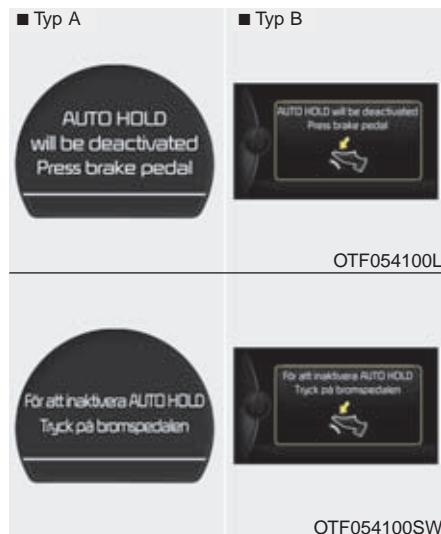 ■ Typ A
■ Typ B
AUTO HOLD
will be deactivated
Press brake pedal
AUTO HOLD will be deactivated
Press brake pedal
OTF054100L
För att inaktivera AUTO HOLD
Tryck på bromspedalen
För att inaktivera AUTO HOLD
Tryck på bromspedalen
OTF054100SW